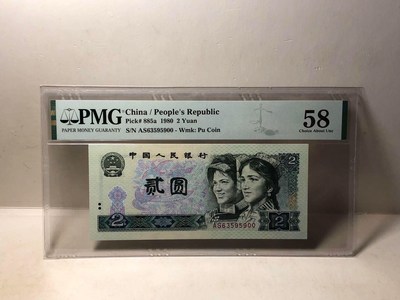 PMG
PAPER MONEY GUARANTY
China / People's Republic
Pick# 885a 1980 2 Yuan
S/N AS63595900 - Wmk: Pu Coin
58
Choice About Unc
中国人民银行
2
贰圆
2
2
AS63595900